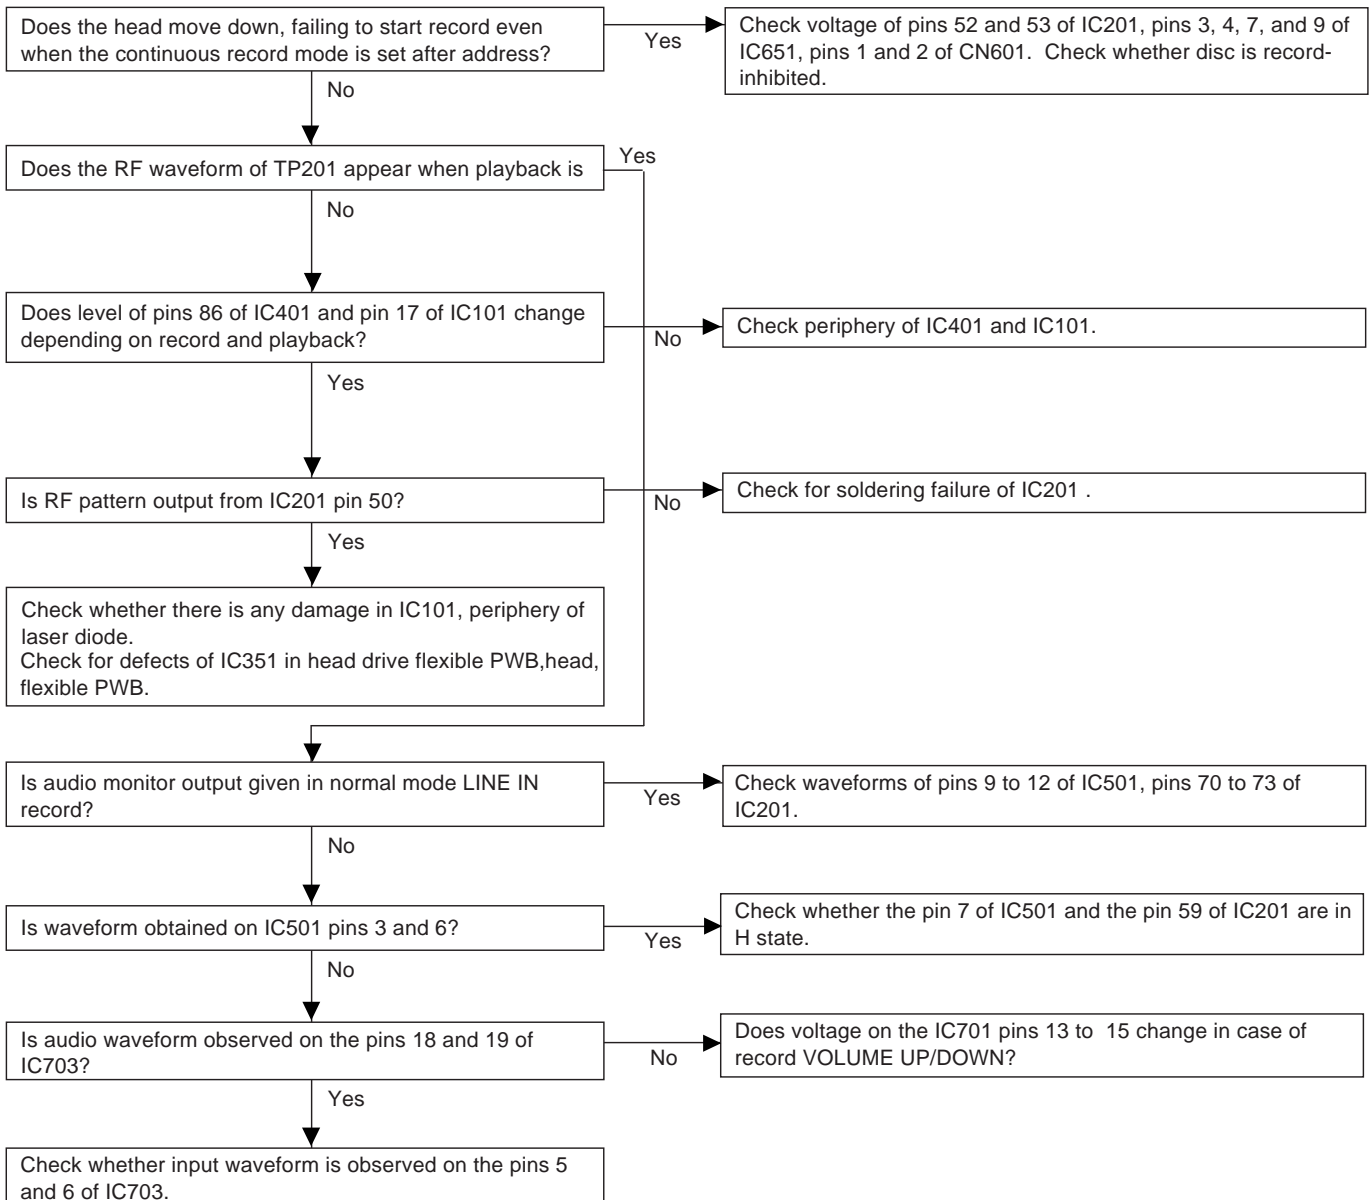 Does the head move down, failing to start record even
when the continuous record mode is set after address?
Yes
Check voltage of pins 52 and 53 of IC201, pins 3, 4, 7, and 9 of
IC651, pins 1 and 2 of CN601.  Check whether disc is record-
inhibited.
No
Does the RF waveform of TP201 appear when playback is
Yes
No
Does level of pins 86 of IC401 and pin 17 of IC101 change
depending on record and playback?
No
Check periphery of IC401 and IC101.
Yes
Is RF pattern output from IC201 pin 50?
No
Check for soldering failure of IC201 .
Yes
Check whether there is any damage in IC101, periphery of
laser diode.
Check for defects of IC351 in head drive flexible PWB,head,
flexible PWB.
Is audio monitor output given in normal mode LINE IN
record?
Yes
Check waveforms of pins 9 to 12 of IC501, pins 70 to 73 of
IC201.
No
Is waveform obtained on IC501 pins 3 and 6?
Yes
Check whether the pin 7 of IC501 and the pin 59 of IC201 are in
H state.
No
Is audio waveform observed on the pins 18 and 19 of
IC703?
No
Does voltage on the IC701 pins 13 to  15 change in case of
record VOLUME UP/DOWN?
Yes
Check whether input waveform is observed on the pins 5
and 6 of IC703.